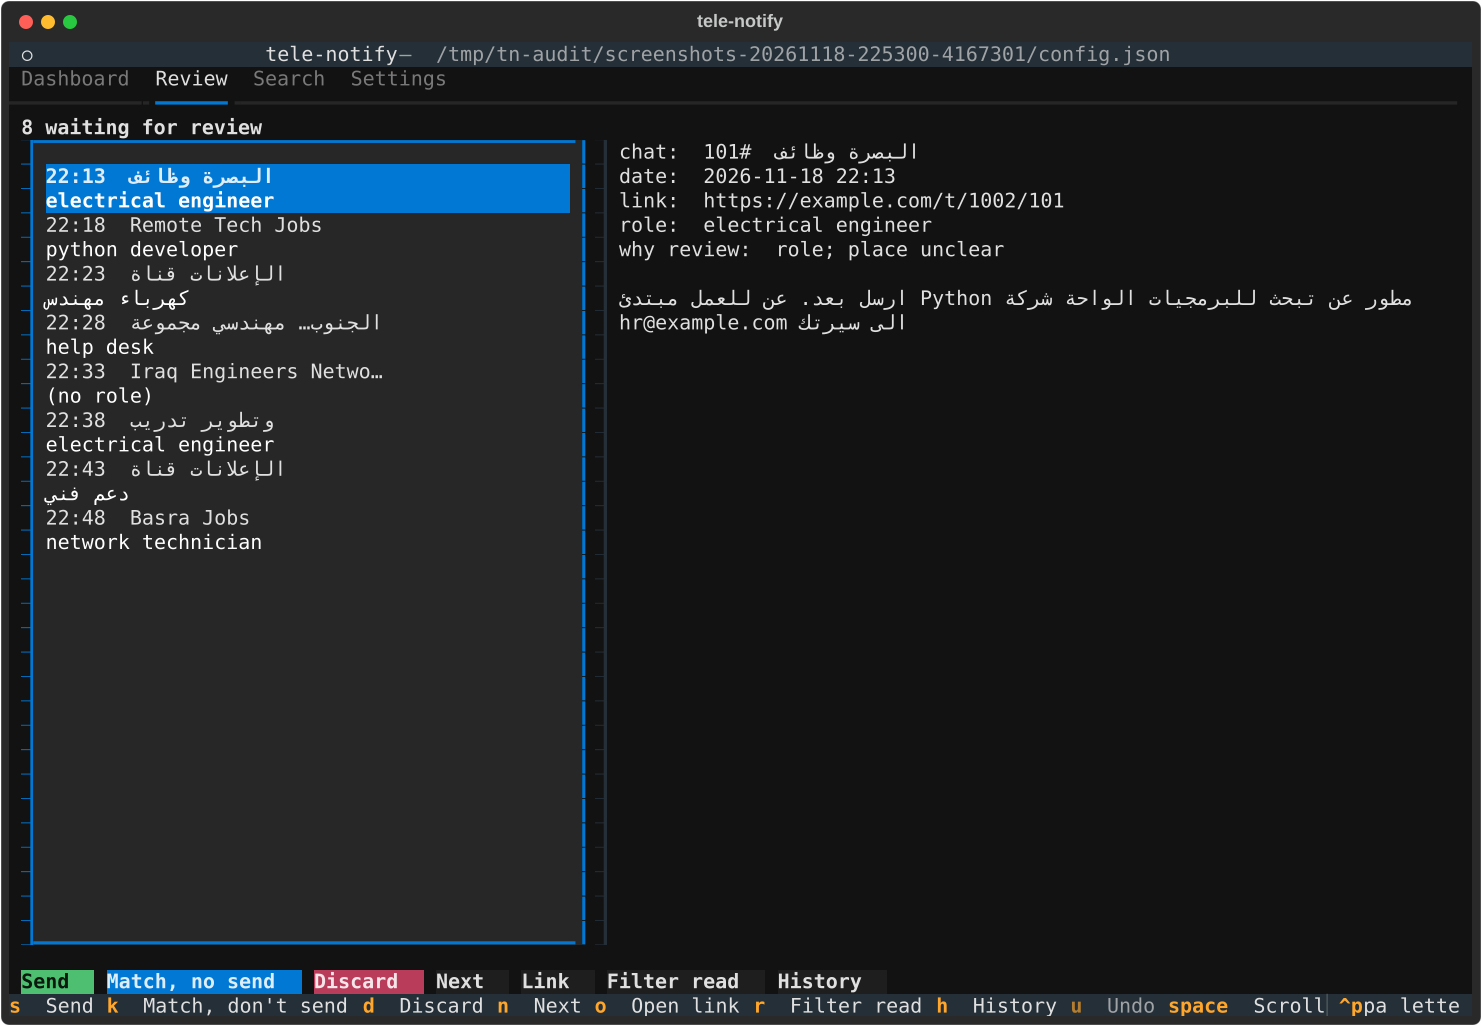 tele-notify
tele-notify— /tmp/tn-audit/screenshots-20261118-225300-4167301/config.json
Dashboard Review Search Settings
8 waiting for review
22:13 البصرة وظائف
electrical engineer
22:18 Remote Tech Jobs
python developer
22:23 الإعلانات قناة
كهرباء مهندس
22:28 الجنوب… مهندسي مجموعة
help desk
22:33 Iraq Engineers Netwo…
(no role)
22:38 وتطوير تدريب
electrical engineer
22:43 الإعلانات قناة
دعم فني
22:48 Basra Jobs
network technician
chat: 101# البصرة وظائف
date: 2026-11-18 22:13
link: https://example.com/t/1002/101
role: electrical engineer
why review: role; place unclear
مطور عن تبحث للبرمجيات الواحة شركة Python ارسل بعد. عن للعمل مبتدئ
hr@example.com الى سيرتك
Send Match, no send Discard Next Link Filter read History
s Send k Match, don't send d Discard n Next o Open link r Filter read h History u Undo space Scroll ^ppa lette